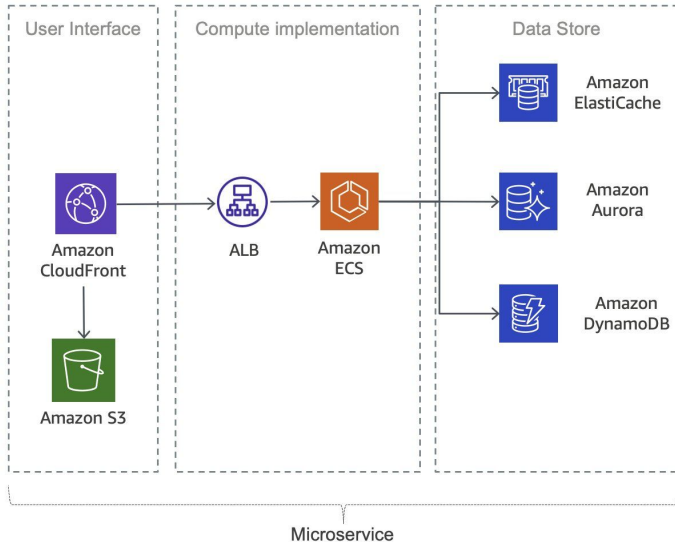 User Interface
Compute implementation
Data Store
Amazon
ElastiCache
Amazon
CloudFront
ALB
Amazon
ECS
Amazon
Aurora
Amazon S3
Amazon
DynamoDB
Microservice